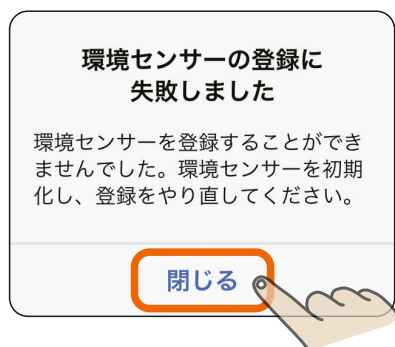 環境センサーの登録に
失敗しました
環境センサーを登録することができ
ませんでした。環境センサーを初期
化し、登録をやり直してください。
閉じる